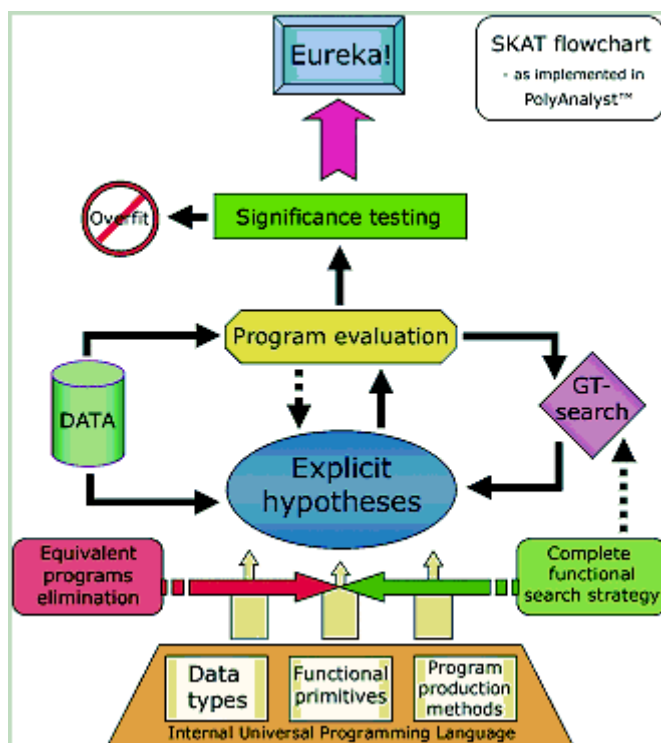 Eureka!
SKAT flowchart
- as implemented in
PolyAnalyst™
Overfit
Significance testing
Program evaluation
DATA
GT-
search
Explicit
hypotheses
Equivalent
programs
elimination
Complete
functional
search strategy
Data
types
Functional
primitives
Program
production
methods
Internal Universal Programming Language